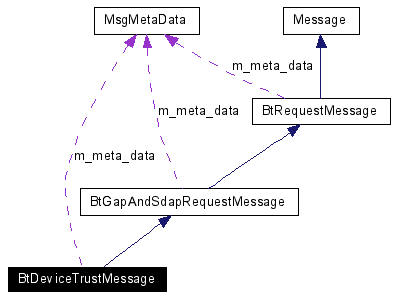 MsgMetaData
Message
m_meta_data
BtRequestMessage
m_meta_data
m_meta_data
BtGapAndSdapRequestMessage
BtDeviceTrustMessage